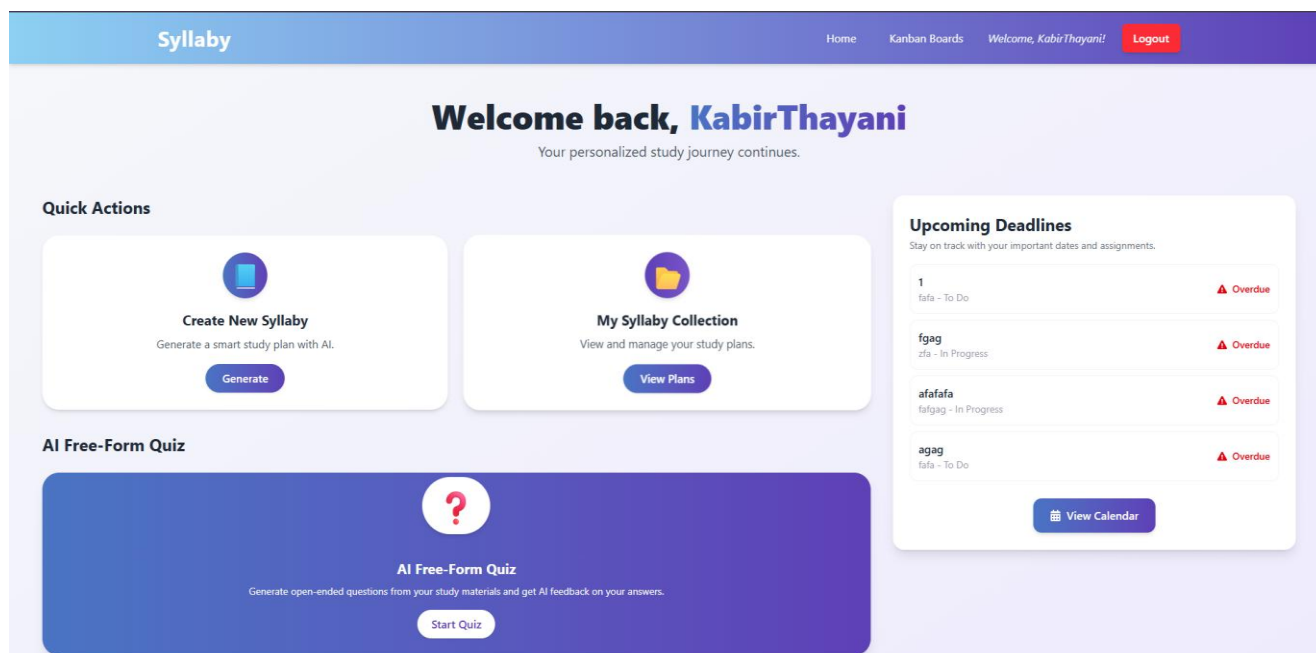 Syllaby
Home
Kanban Boards
Welcome, KabirThayani!
Logout
Welcome back, KabirThayani
Your personalized study journey continues.
Quick Actions
Create New Syllaby
Generate a smart study plan with AI.
Generate
My Syllaby Collection
View and manage your study plans.
View Plans
AI Free-Form Quiz
?
AI Free-Form Quiz
Generate open-ended questions from your study materials and get AI feedback on your answers.
Start Quiz
Upcoming Deadlines
Stay on track with your important dates and assignments.
1
fafa - To Do
Overdue
fgag
zfa - In Progress
Overdue
afafafa
fafgag - In Progress
Overdue
agag
fafa - To Do
Overdue
View Calendar